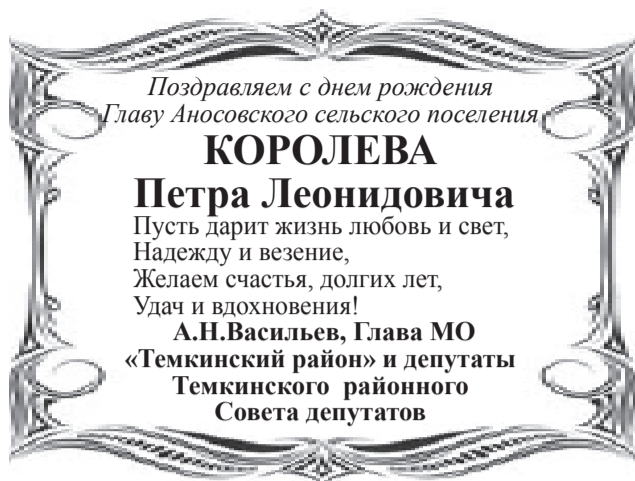 Поздравляем с днем рождения
Главу Аносовского сельского поселения
КОРОЛЕВА
Петра Леонидовича
Пусть дарит жизнь любовь и свет,
Надежду и везение,
Желаем счастья, долгих лет,
Удач и вдохновения!
А.Н.Васильев, Глава МО
«Темкинский район» и депутаты
Темкинского районного
Совета депутатов